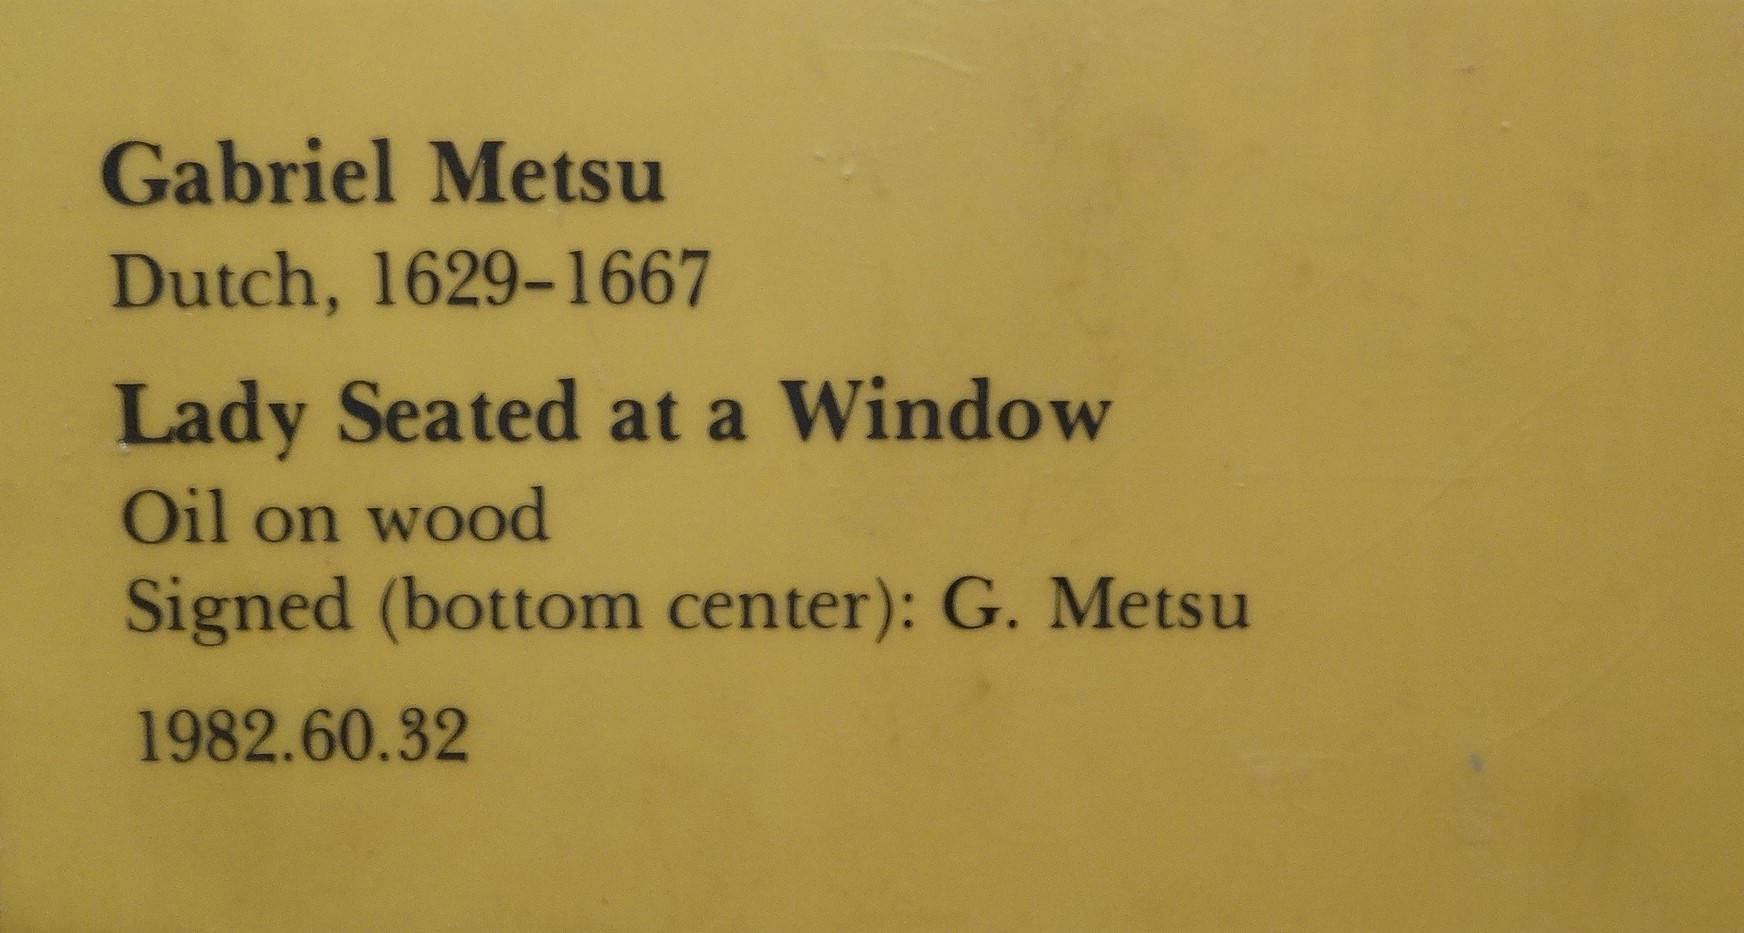 Gabriel Metsu
Dutch, 1629–1667
Lady Seated at a Window
Oil on wood
Signed (bottom center): G. Metsu
1982.60.32